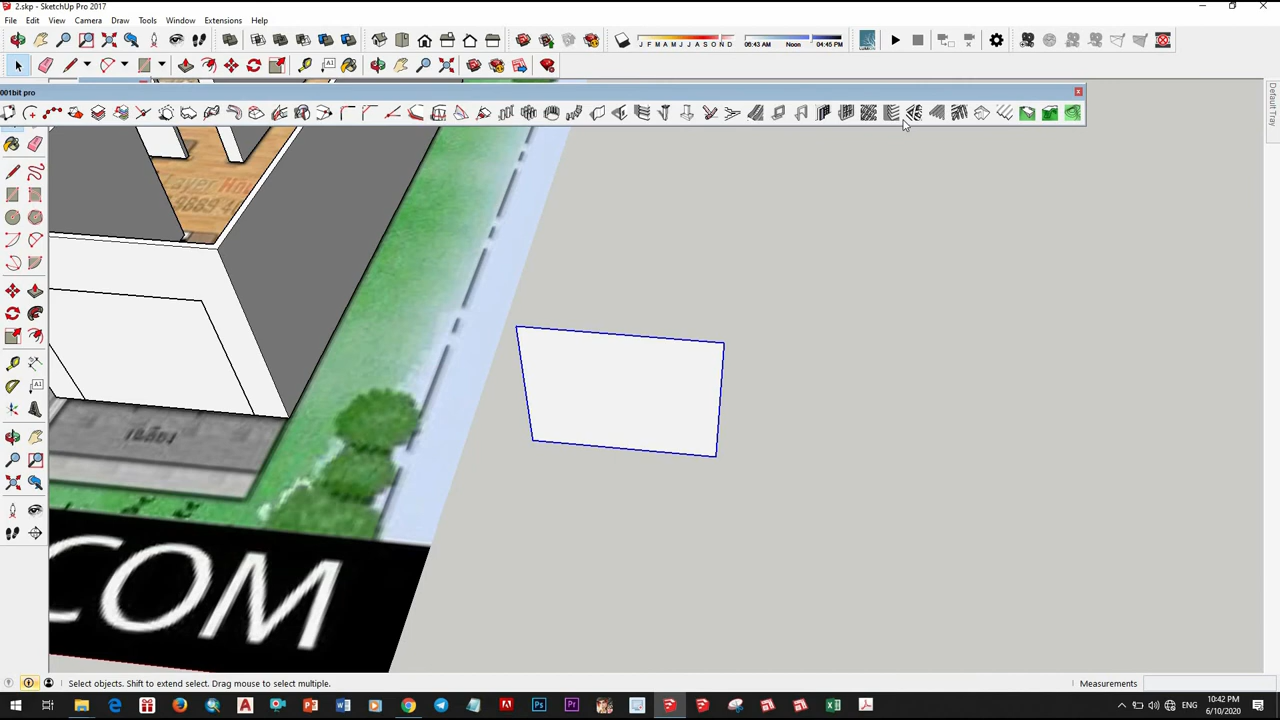 2.skp - SketchUp Pro 2017
File Edit View Camera Draw Tools Window Extensions Help
J F M A M J J A S O N D
06:43 AM Noon 04:45 PM
001bit pro
Default Tray
Layer
COM
Select objects. Shift to extend select. Drag mouse to select multiple.
Measurements
ENG
10:42 PM
6/10/2020